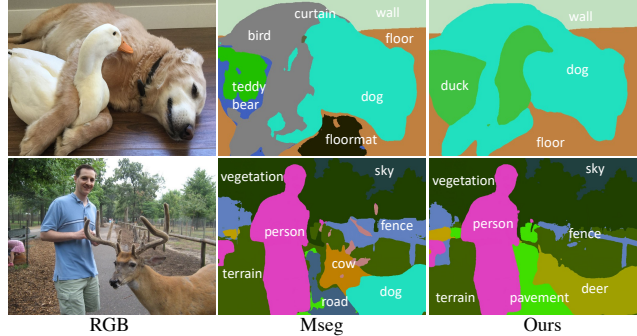 curtain
wall
bird
floor
teddy
bear
dog
floormat
wall
dog
duck
floor
vegetation
sky
person
fence
cow
terrain
road
dog
vegetation
sky
person
fence
deer
terrain
pavement
RGB
Mseg
Ours